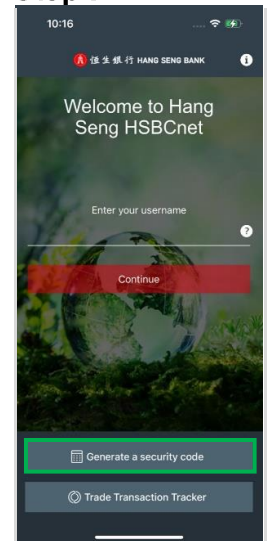 10:16
恒生銀行 HANG SENG BANK
Welcome to Hang
Seng HSBCnet
Enter your username
?
Continue
Generate a security code
Trade Transaction Tracker